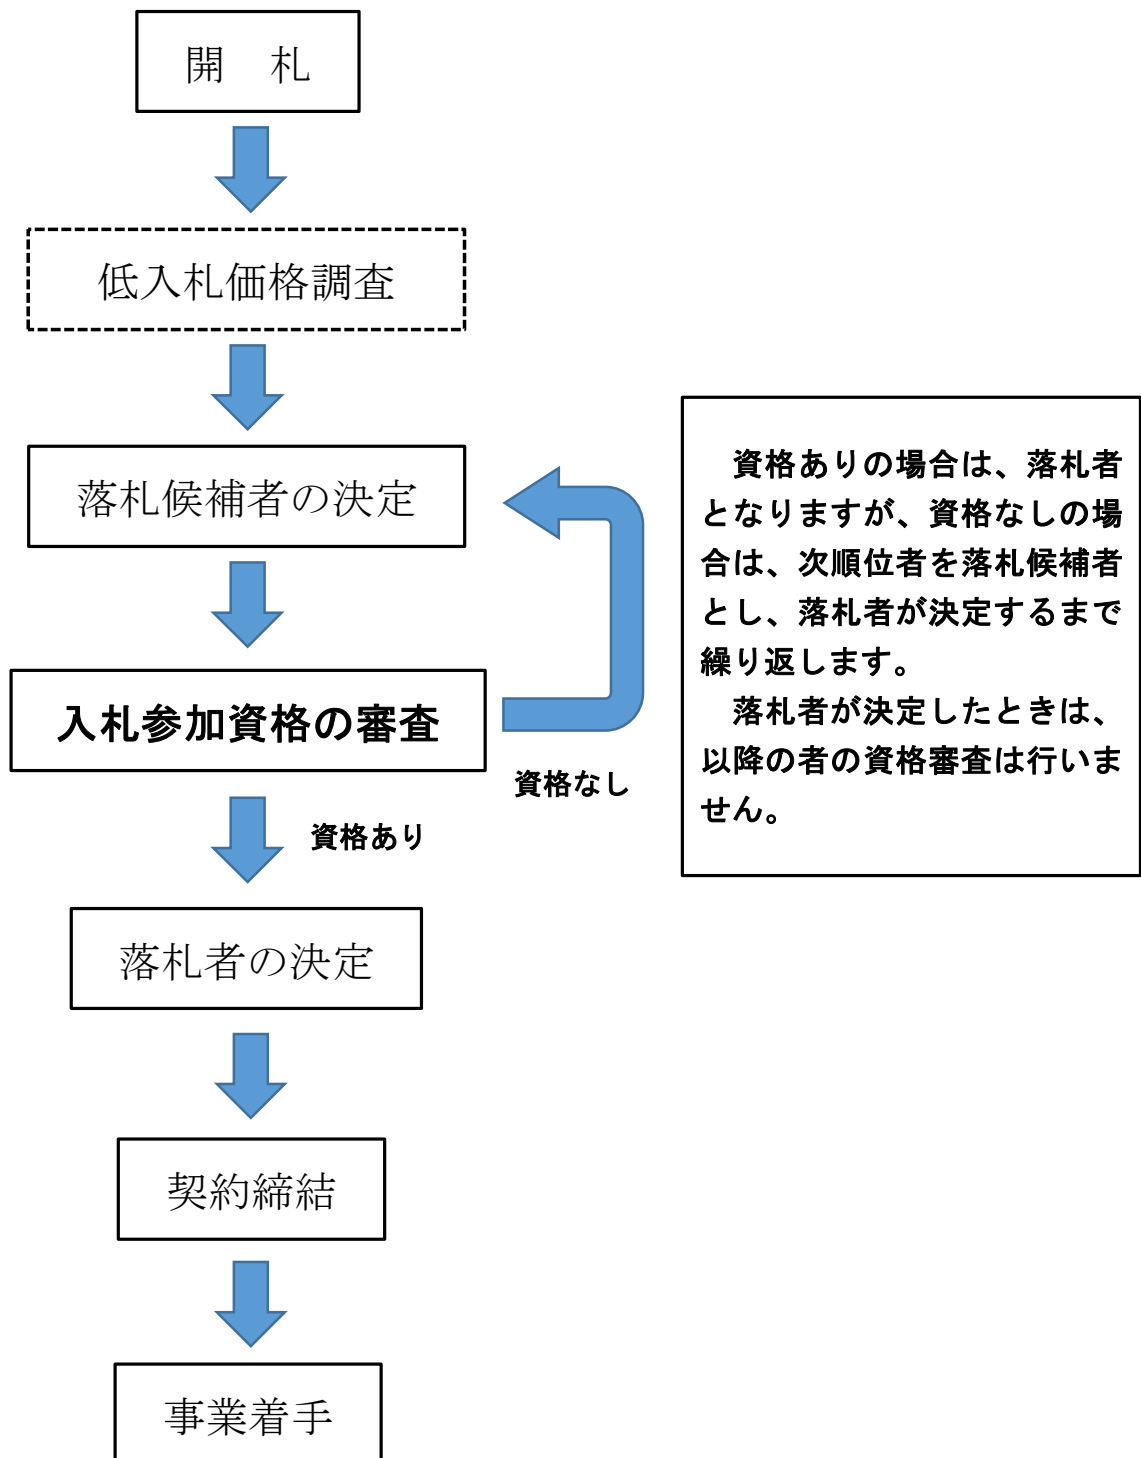 開　札
低入札価格調査
落札候補者の決定
入札参加資格の審査
資格なし
資格あり
落札者の決定
契約締結
事業着手
　資格ありの場合は、落札者
となりますが、資格なしの場
合は、次順位者を落札候補者
とし、落札者が決定するまで
繰り返します。
　落札者が決定したときは、
以降の者の資格審査は行いま
せん。